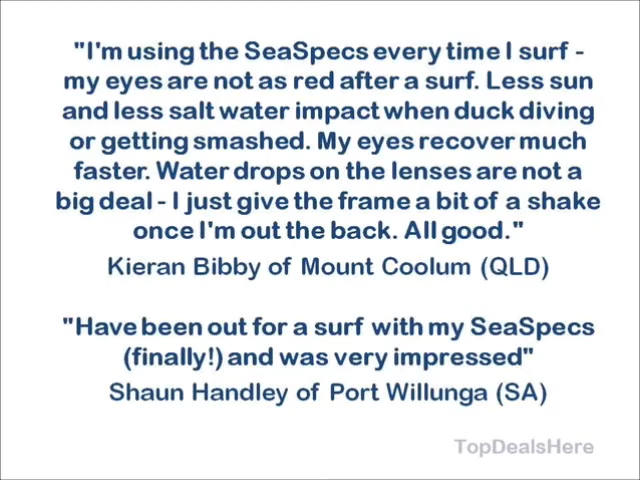 "I'm using the SeaSpecs every time I surf -
my eyes are not as red after a surf. Less sun
and less salt water impact when duck diving
or getting smashed. My eyes recover much
faster. Water drops on the lenses are not a
big deal - I just give the frame a bit of a shake
once I'm out the back. All good."
Kieran Bibby of Mount Coolum (QLD)
"Have been out for a surf with my SeaSpecs
(finally!) and was very impressed"
Shaun Handley of Port Willunga (SA)
TopDealsHere